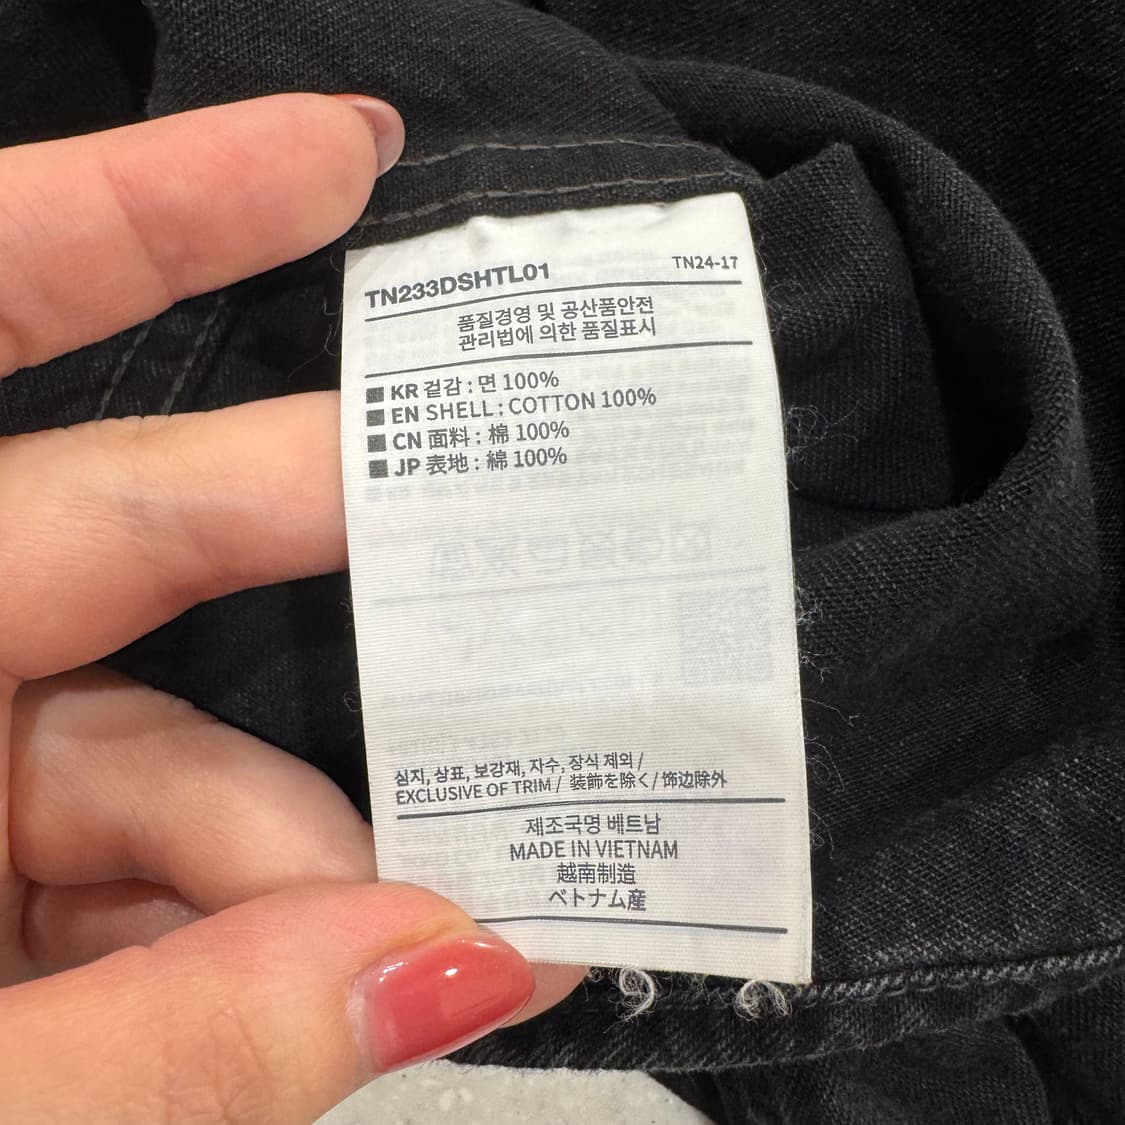 TN233DSHTL01
TN24-17
품질경영 및 공산품안전
관리법에 의한 품질표시
KR 겉감 : 면 100%
EN SHELL : COTTON 100%
CN 面料 : 棉 100%
JP 表地 : 綿 100%
심지, 상표, 보강재, 자수, 장식 제외 /
EXCLUSIVE OF TRIM / 装飾を除く / 饰边除外
제조국명 베트남
MADE IN VIETNAM
越南制造
ベトナム産